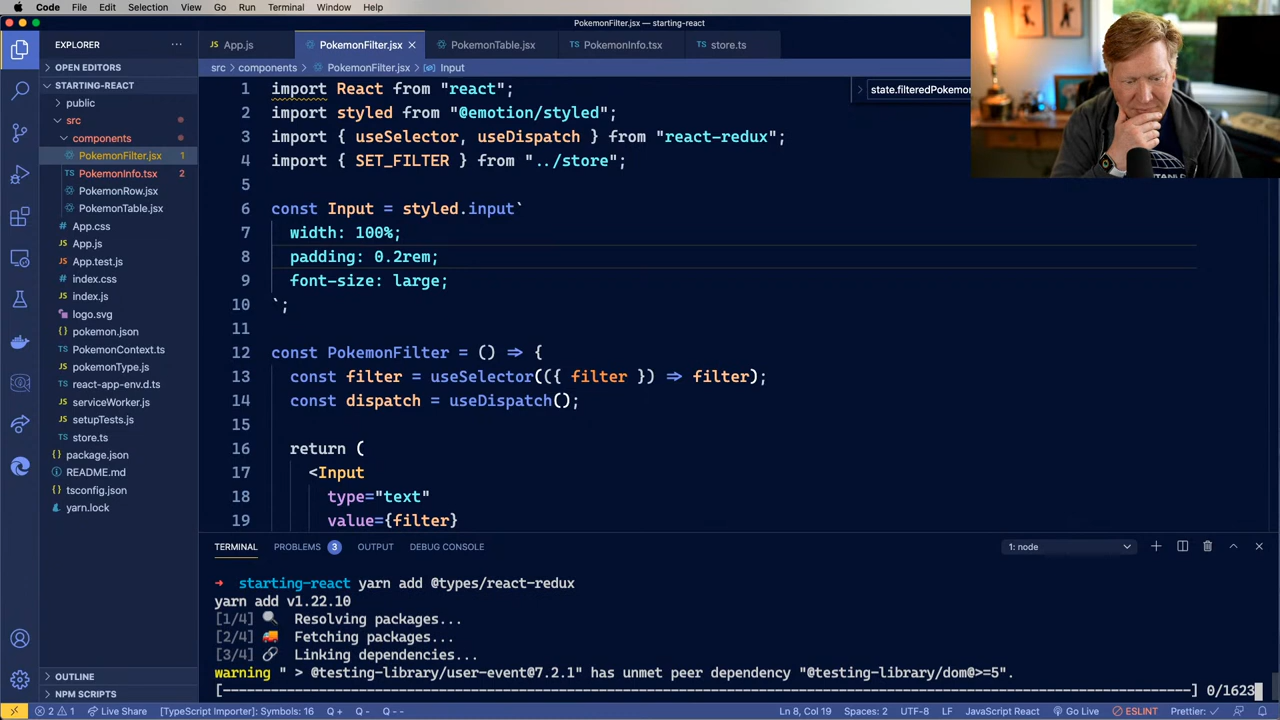 Code File Edit Selection View Go Run Terminal Window Help
PokemonFilter.jsx — starting-react
EXPLORER
OPEN EDITORS
STARTING-REACT
public
src
components
PokemonFilter.jsx 1
PokemonInfo.tsx 2
PokemonRow.jsx
PokemonTable.jsx
App.css
App.js
App.test.js
index.css
index.js
logo.svg
pokemon.json
PokemonContext.ts
pokemonType.js
react-app-env.d.ts
serviceWorker.js
setupTests.js
store.ts
package.json
README.md
tsconfig.json
yarn.lock
OUTLINE
NPM SCRIPTS
App.js PokemonFilter.jsx PokemonTable.jsx PokemonInfo.tsx store.ts
src > components > PokemonFilter.jsx > Input
state.filteredPokemon
1 import React from "react";
2 import styled from "@emotion/styled";
3 import { useSelector, useDispatch } from "react-redux";
4 import { SET_FILTER } from "../store";
5
6 const Input = styled.input`
7 width: 100%;
8 padding: 0.2rem;
9 font-size: large;
10 `;
11
12 const PokemonFilter = () => {
13 const filter = useSelector(({ filter }) => filter);
14 const dispatch = useDispatch();
15
16 return (
17 <Input
18 type="text"
19 value={filter}
TERMINAL PROBLEMS 3 OUTPUT DEBUG CONSOLE 1: node
→ starting-react yarn add @types/react-redux
yarn add v1.22.10
[1/4] 🔍 Resolving packages...
[2/4] 🚚 Fetching packages...
[3/4] 🔗 Linking dependencies...
warning " > @testing-library/user-event@7.2.1" has unmet peer dependency "@testing-library/dom@>=5".
[----------------------------------------------------------------------------------------------------] 0/1623
2 1 Live Share [TypeScript Importer]: Symbols: 16 Q + Q - Q - - Ln 8, Col 19 Spaces: 2 UTF-8 LF JavaScript React Go Live ESLINT Prettier: ✓